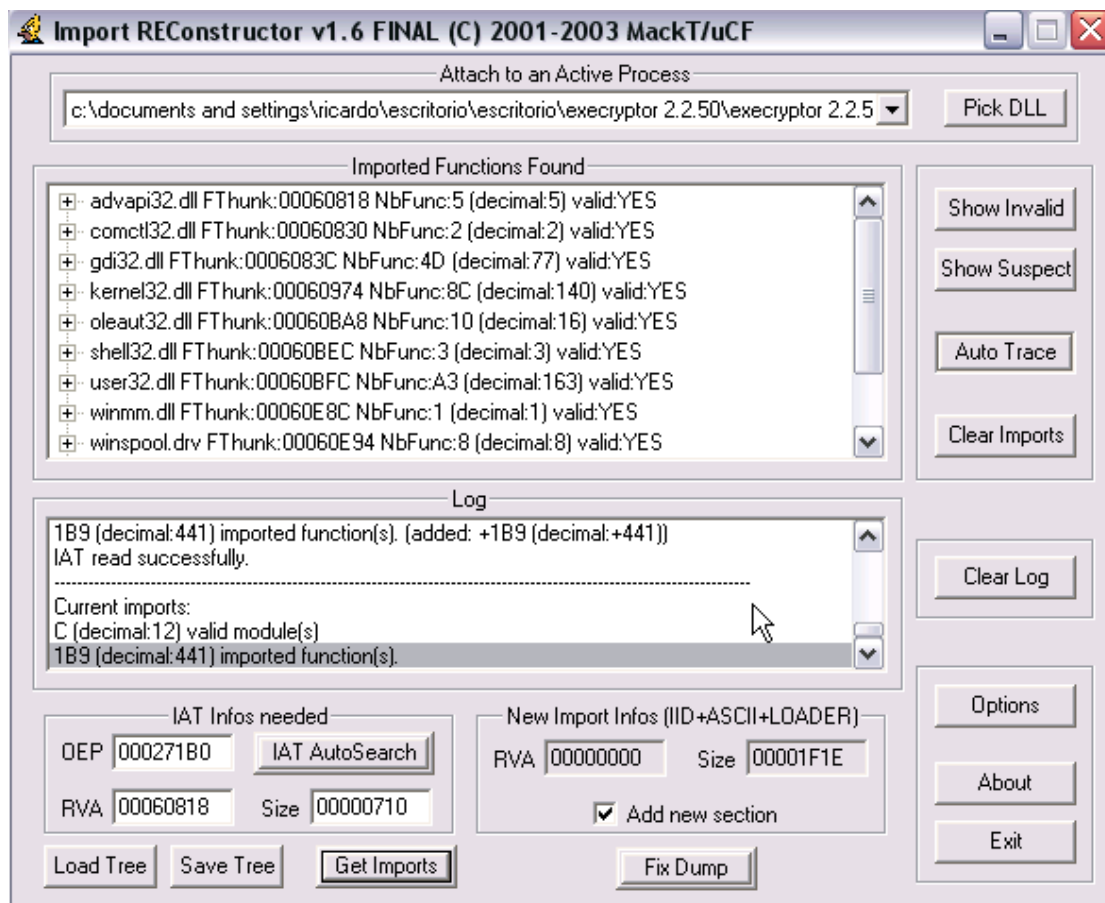 Import REConstructor v1.6 FINAL (C) 2001-2003 MackT/uCF
Attach to an Active Process
c:\documents and settings\ricardo\escritorio\escritorio\execryptor 2.2.50\execryptor 2.2.5
Pick DLL
Imported Functions Found
advapi32.dll FThunk:00060818 NbFunc:5 (decimal:5) valid:YES
comctl32.dll FThunk:00060830 NbFunc:2 (decimal:2) valid:YES
gdi32.dll FThunk:0006083C NbFunc:4D (decimal:77) valid:YES
kernel32.dll FThunk:00060974 NbFunc:8C (decimal:140) valid:YES
oleaut32.dll FThunk:00060BA8 NbFunc:10 (decimal:16) valid:YES
shell32.dll FThunk:00060BEC NbFunc:3 (decimal:3) valid:YES
user32.dll FThunk:00060BFC NbFunc:A3 (decimal:163) valid:YES
winmm.dll FThunk:00060E8C NbFunc:1 (decimal:1) valid:YES
winspool.drv FThunk:00060E94 NbFunc:8 (decimal:8) valid:YES
Show Invalid
Show Suspect
Auto Trace
Clear Imports
Log
1B9 (decimal:441) imported function(s). (added: +1B9 (decimal:+441))
IAT read successfully.
------------------------------------------------------------
Current imports:
C (decimal:12) valid module(s)
1B9 (decimal:441) imported function(s).
Clear Log
IAT Infos needed
OEP 000271B0 IAT AutoSearch
RVA 00060818 Size 00000710
New Import Infos (IID+ASCII+LOADER)
RVA 00000000 Size 00001F1E
Add new section
Options
About
Exit
Load Tree Save Tree Get Imports Fix Dump